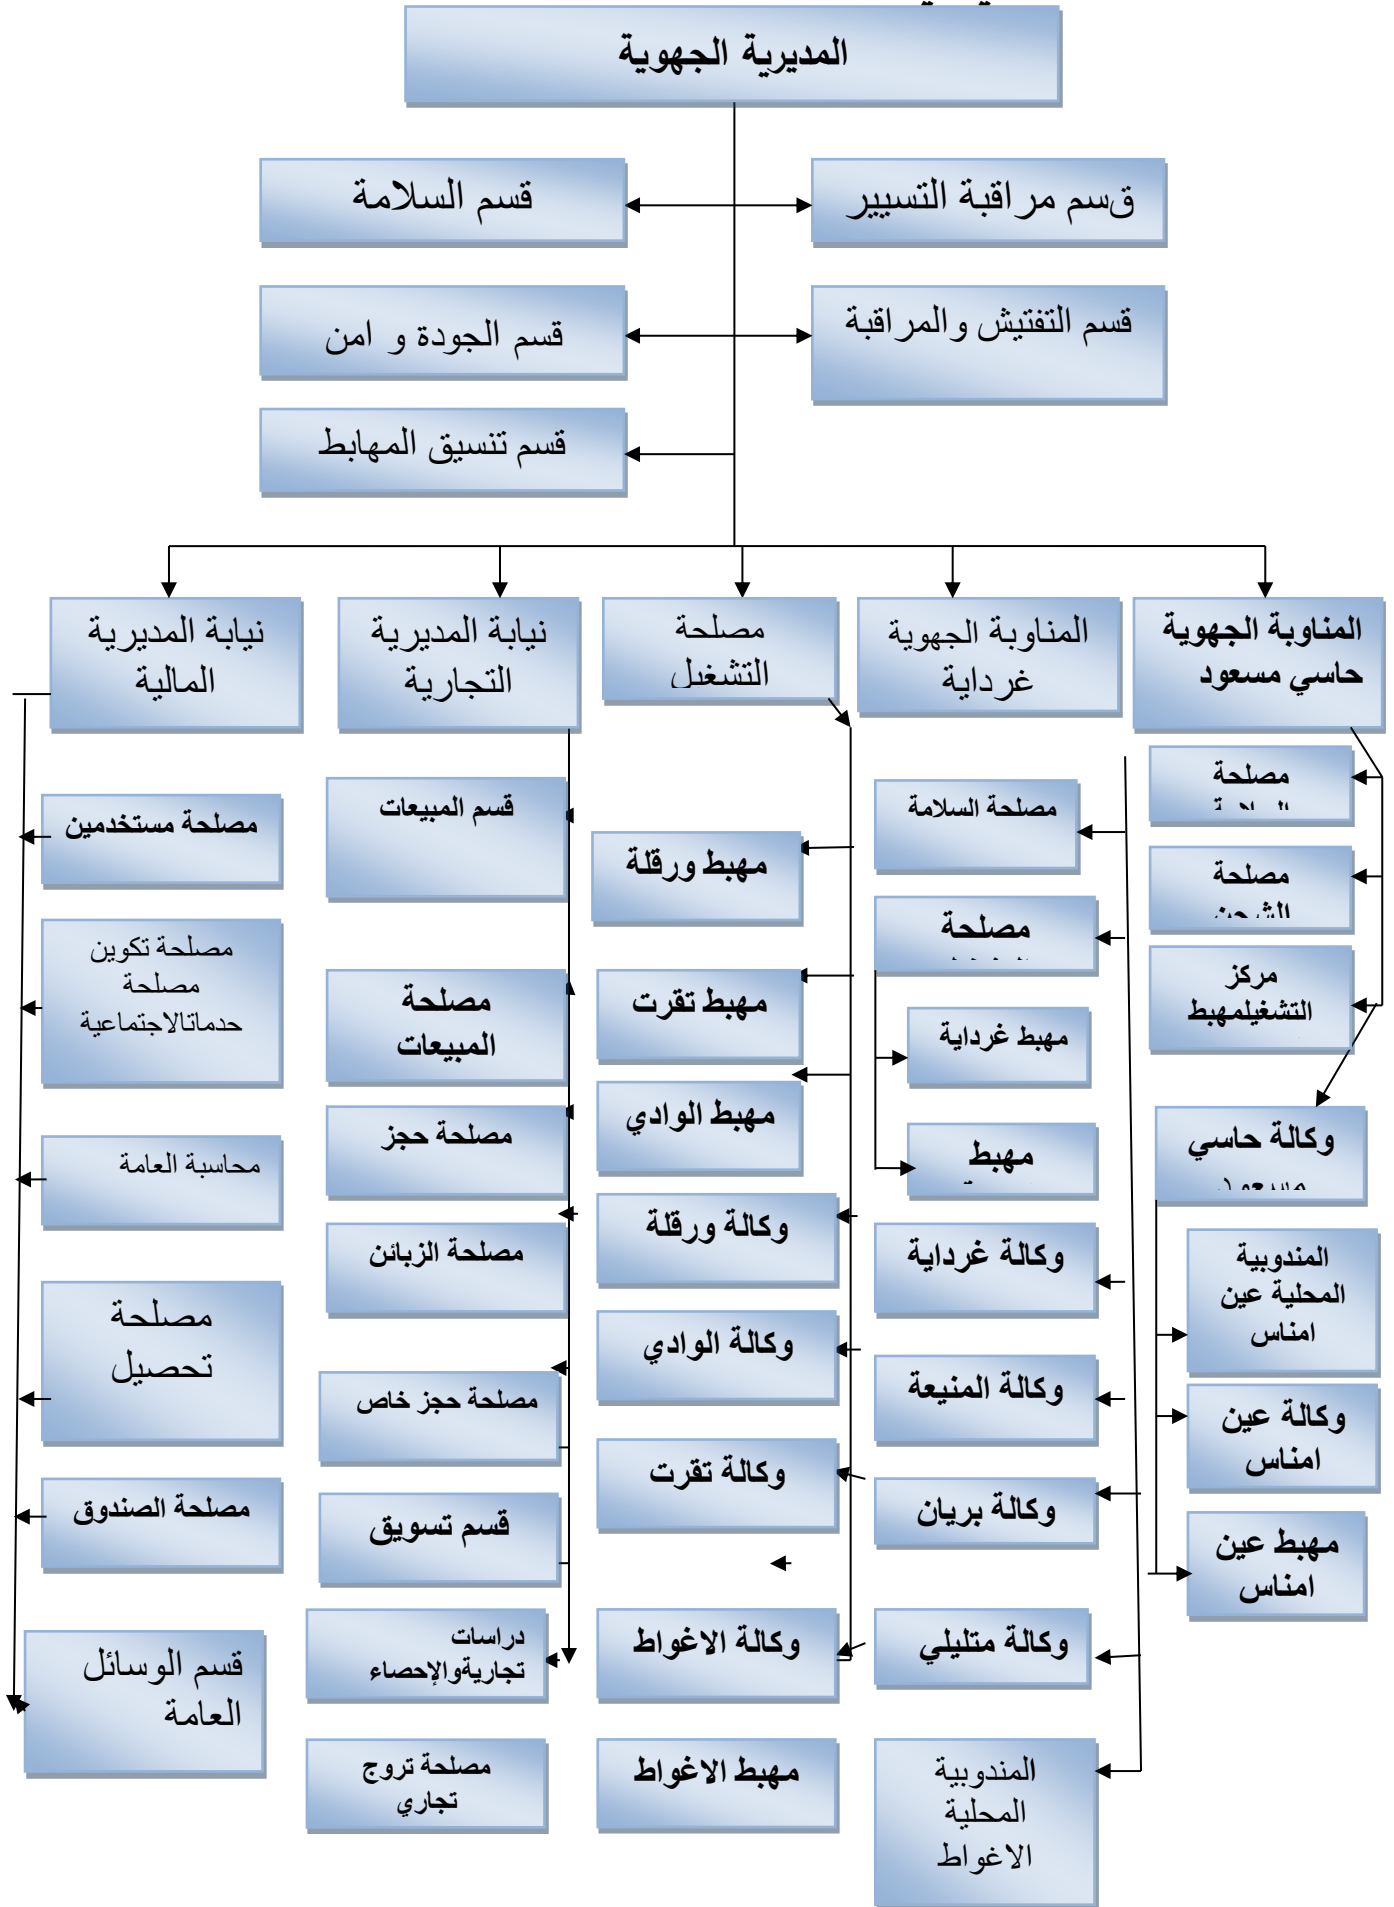 المديرية الجهوية
ق‌سم مراقبة التسيير
قسم السلامة
قسم التفتيش والمراقبة
قسم الجودة و امن
قسم تنسيق المهابط
المناوبة الجهوية
حاسي مسعود
المناوبة الجهوية
غرداية
مصلحة
التشغيل
نيابة المديرية
التجارية
نيابة المديرية
المالية
مصلحة
مصلحة
الشحن
مركز
التشغيلمهبط
وكالة حاسي
مسعود
المندوبية
المحلية عين
امناس
وكالة عين
امناس
مهبط عين
امناس
مصلحة السلامة
مصلحة
مهبط غرداية
مهبط
وكالة غرداية
وكالة المنيعة
وكالة بريان
وكالة متليلي
المندوبية
المحلية
الاغواط
مهبط ورقلة
مهبط تقرت
مهبط الوادي
وكالة ورقلة
وكالة الوادي
وكالة تقرت
وكالة الاغواط
مهبط الاغواط
قسم المبيعات
مصلحة
المبيعات
مصلحة حجز
مصلحة الزبائن
مصلحة حجز خاص
قسم تسويق
دراسات
تجاريةوالإحصاء
مصلحة تروج
تجاري
مصلحة مستخدمين
مصلحة تكوين
مصلحة
خدماتالاجتماعية
محاسبة العامة
مصلحة
تحصيل
مصلحة الصندوق
قسم الوسائل
العامة